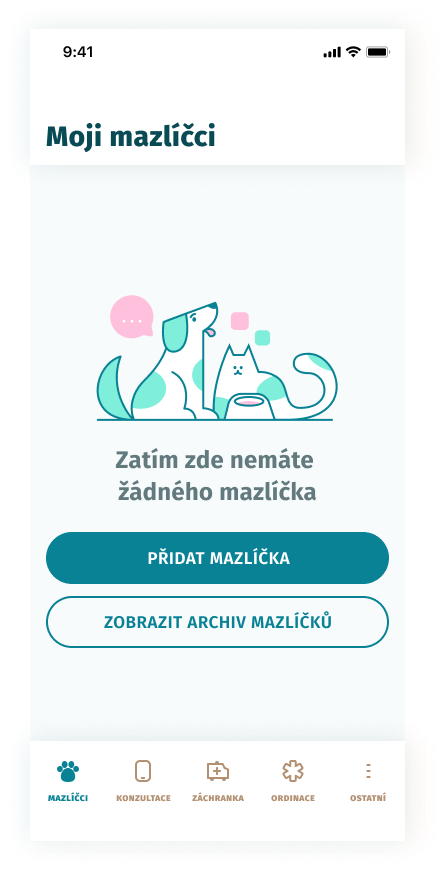 9:41
Moji mazlíčci
Zatím zde nemáte
žádného mazlíčka
PŘIDAT MAZLÍČKA
ZOBRAZIT ARCHIV MAZLÍČKŮ
MAZLÍČCI KONZULTACE ZÁCHRANKA ORDINACE OSTATNÍ